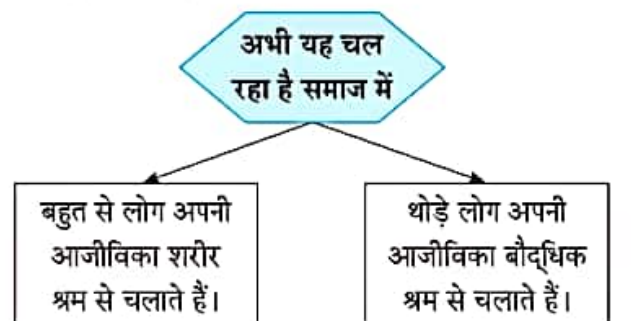 अभी यह चल
रहा है समाज में
बहुत से लोग अपनी
आजीविका शरीर
श्रम से चलाते हैं।
थोड़े लोग अपनी
आजीविका बौद्धिक
श्रम से चलाते हैं।